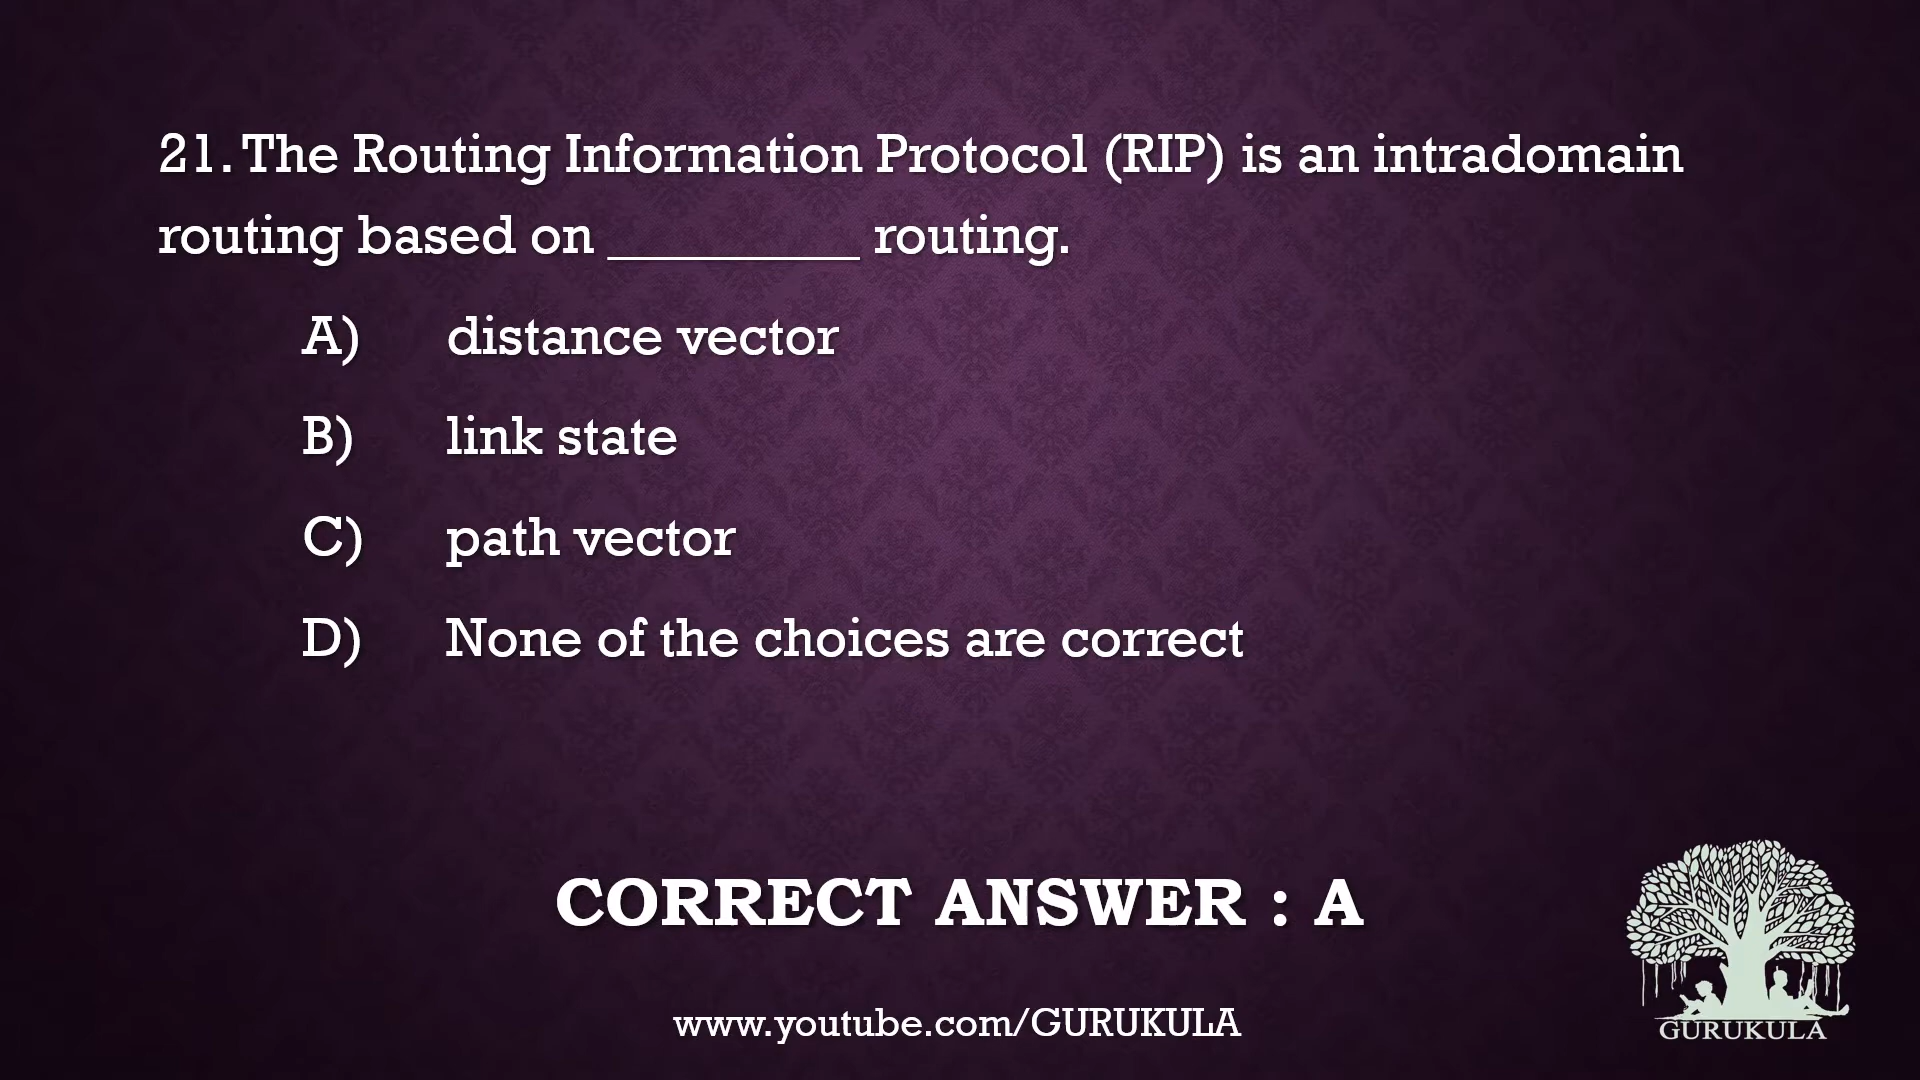 21. The Routing Information Protocol (RIP) is an intradomain
routing based on _________ routing.
A) distance vector
B) link state
C) path vector
D) None of the choices are correct
CORRECT ANSWER : A
www.youtube.com/GURUKULA
GURUKULA